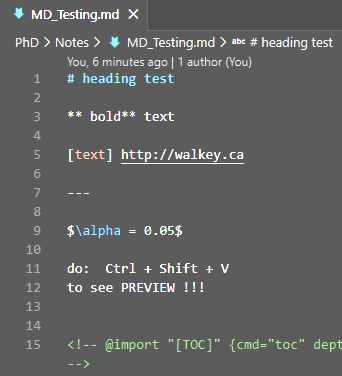 MD_Testing.md
PhD > Notes > MD_Testing.md > abc # heading test
You, 6 minutes ago | 1 author (You)
1 # heading test
2
3 ** bold** text
4
5 [text] http://walkey.ca
6
7 ---
8
9 $\alpha = 0.05$
10
11 do:  Ctrl + Shift + V
12 to see PREVIEW !!!
13
14
15 <!-- @import "[TOC]" {cmd="toc" dept
-->